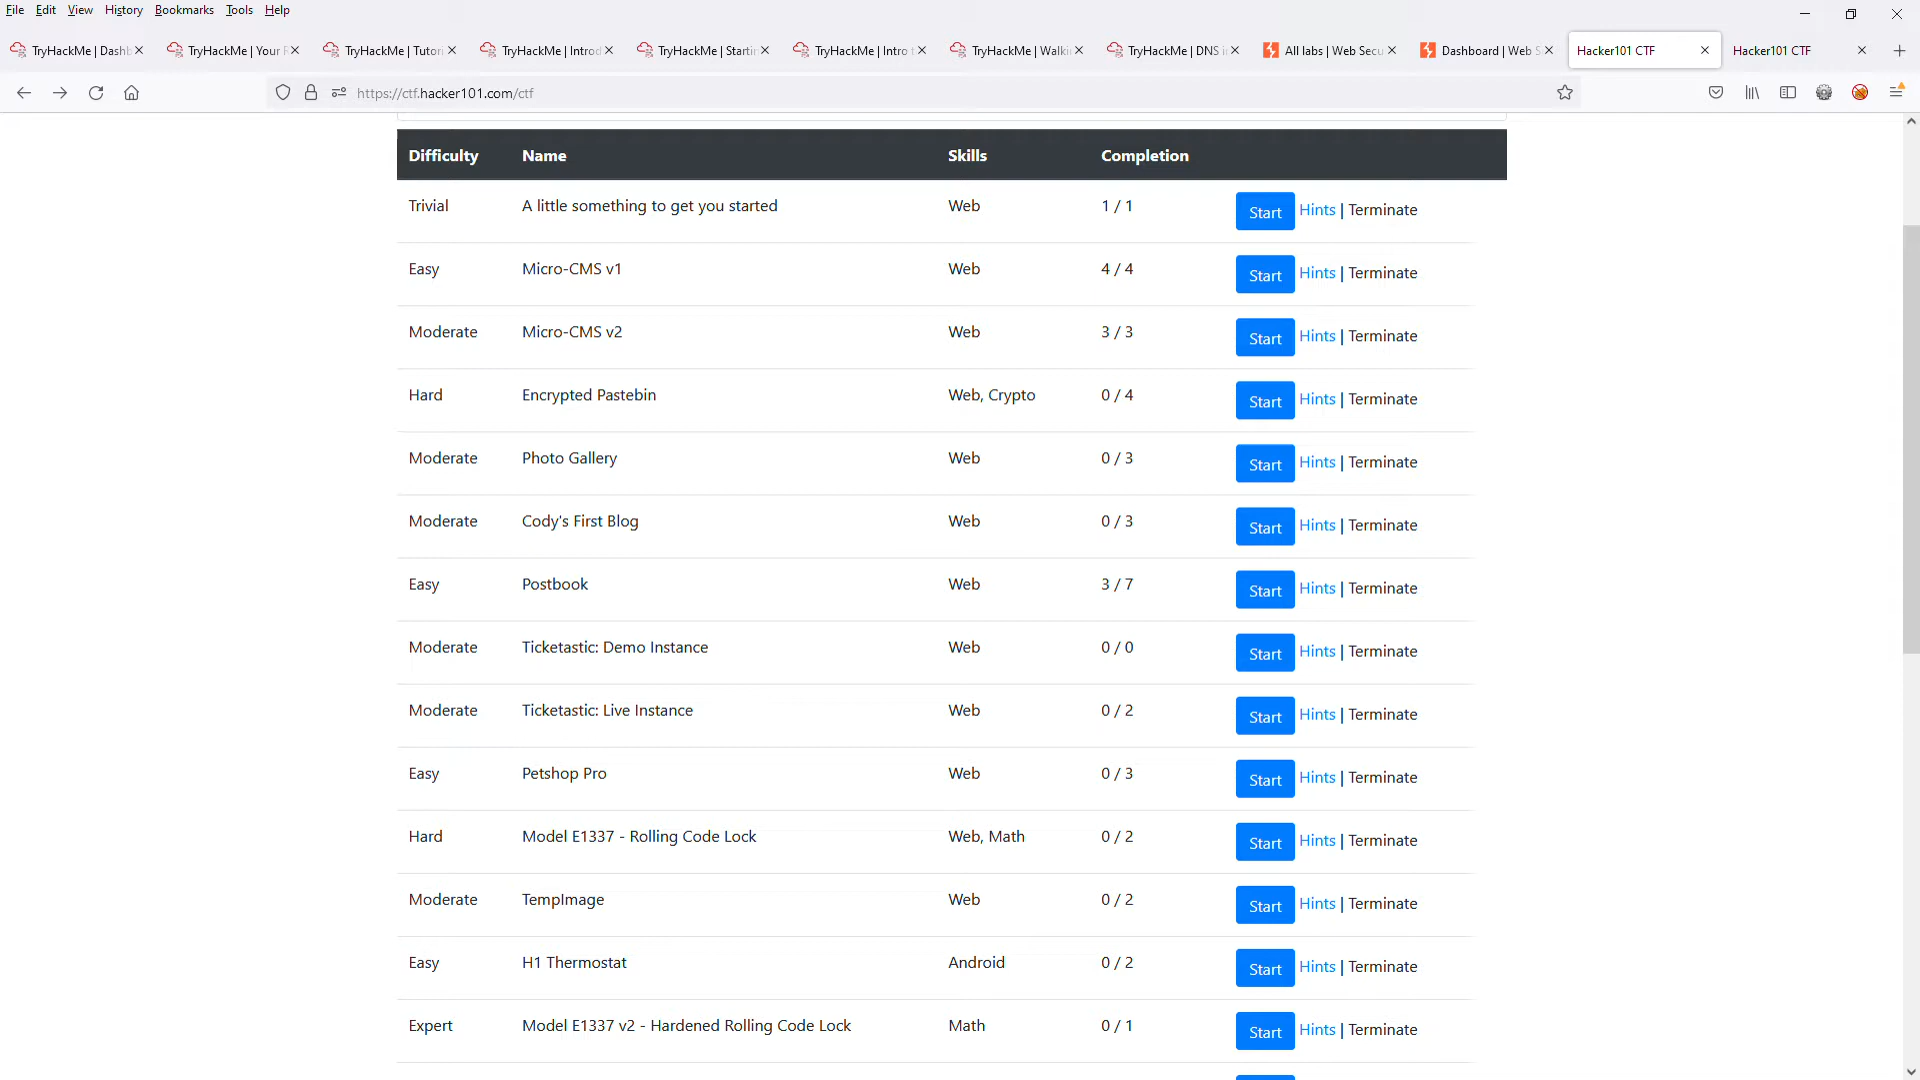 File Edit View History Bookmarks Tools Help
TryHackMe | Dashb TryHackMe | Your R TryHackMe | Tutori TryHackMe | Introd TryHackMe | Startin TryHackMe | Intro t TryHackMe | Walki TryHackMe | DNS i All labs | Web Secu Dashboard | Web S Hacker101 CTF Hacker101 CTF
https://ctf.hacker101.com/ctf
Difficulty Name Skills Completion
Trivial A little something to get you started Web 1 / 1 Start Hints | Terminate
Easy Micro-CMS v1 Web 4 / 4 Start Hints | Terminate
Moderate Micro-CMS v2 Web 3 / 3 Start Hints | Terminate
Hard Encrypted Pastebin Web, Crypto 0 / 4 Start Hints | Terminate
Moderate Photo Gallery Web 0 / 3 Start Hints | Terminate
Moderate Cody's First Blog Web 0 / 3 Start Hints | Terminate
Easy Postbook Web 3 / 7 Start Hints | Terminate
Moderate Ticketastic: Demo Instance Web 0 / 0 Start Hints | Terminate
Moderate Ticketastic: Live Instance Web 0 / 2 Start Hints | Terminate
Easy Petshop Pro Web 0 / 3 Start Hints | Terminate
Hard Model E1337 - Rolling Code Lock Web, Math 0 / 2 Start Hints | Terminate
Moderate TempImage Web 0 / 2 Start Hints | Terminate
Easy H1 Thermostat Android 0 / 2 Start Hints | Terminate
Expert Model E1337 v2 - Hardened Rolling Code Lock Math 0 / 1 Start Hints | Terminate